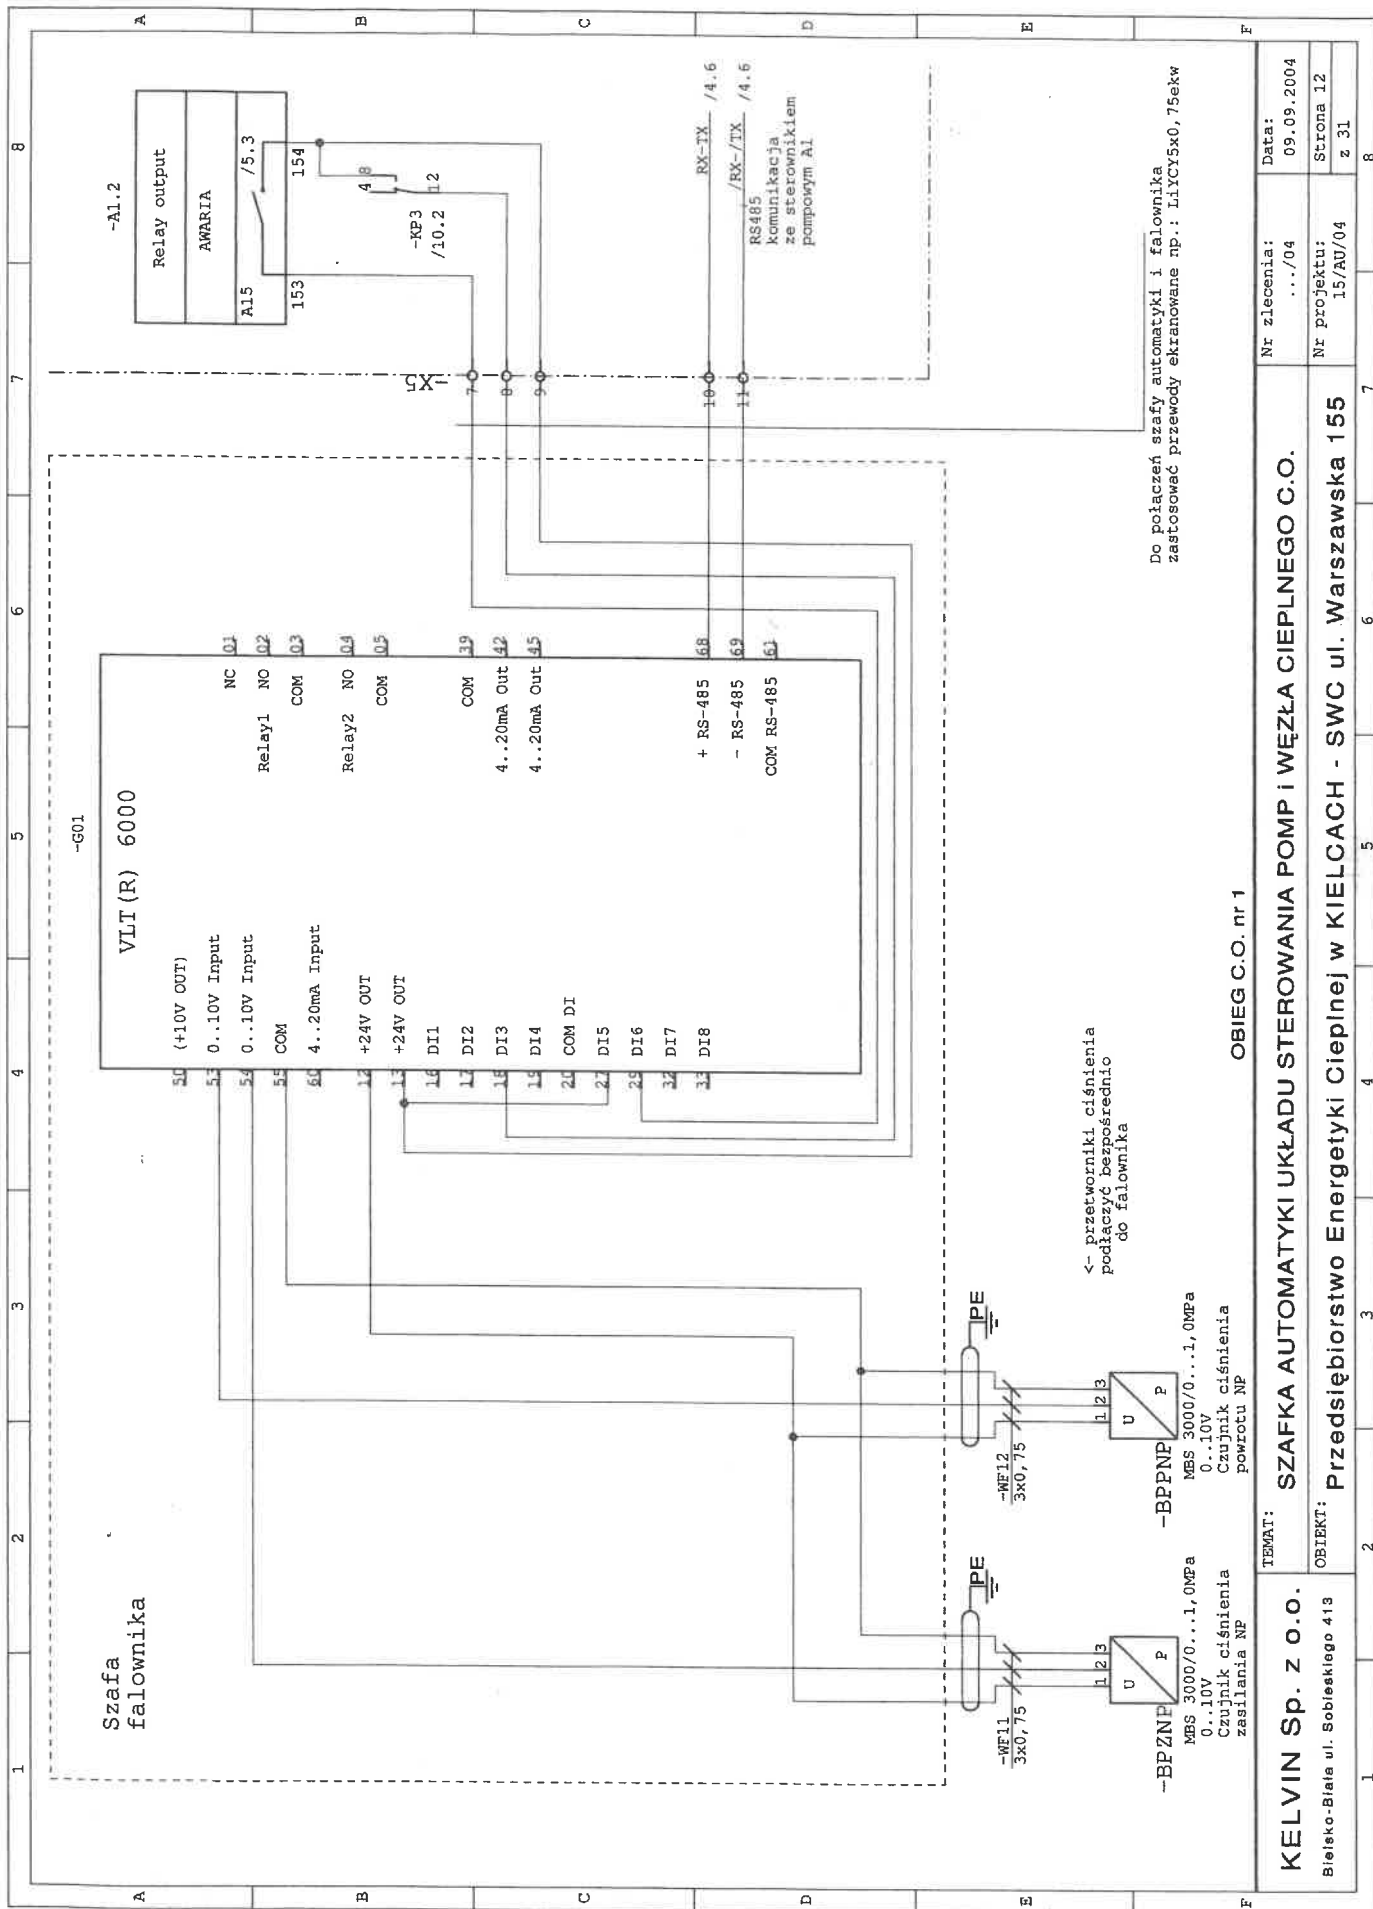 1 2 3 4 5 6 7 8
A
B
C
D
E
F
Szafa
falownika
-G01
VLT(R) 6000
50 (+10V OUT)
53 0..10V Input
54 0..10V Input
55 COM
60 4..20mA Input
12 +24V OUT
13 +24V OUT
16 DI1
17 DI2
18 DI3
19 DI4
20 COM DI
27 DI5
29 DI6
32 DI7
33 DI8
NC 01
Relay1 NO 02
COM 03
Relay2 NO 04
COM 05
COM 39
4..20mA Out 42
4..20mA Out 45
+ RS-485 68
- RS-485 69
COM RS-485 61
-X5
7
8
9
10
11
-A1.2
Relay output
AWARIA
A15 /5.3
153 154
4 8
12
-KP3
/10.2
RX-TX /4.6
/RX-/TX /4.6
RS485
komunikacja
ze sterownikiem
pompowym A1
Do połączeń szafy automatyki i falownika
zastosować przewody ekranowane np.: LiYCY5x0,75ekw
PE
-WF11
3x0,75
1 2 3
U P
-BPZNP
MBS 3000/0...1,0MPa
0..10V
Czujnik ciśnienia
zasilania NP
PE
-WF12
3x0,75
1 2 3
U P
-BPPNP
MBS 3000/0...1,0MPa
0..10V
Czujnik ciśnienia
powrotu NP
<- przetworniki ciśnienia
podłączyć bezpośrednio
do falownika
OBIEG C.O. nr 1
KELVIN Sp. z o.o.
Bielsko-Biała ul. Sobieskiego 413
TEMAT: SZAFKA AUTOMATYKI UKŁADU STEROWANIA POMP i WĘZŁA CIEPLNEGO C.O.
OBIEKT: Przedsiębiorstwo Energetyki Cieplnej w KIELCACH - SWC ul. Warszawska 155
Nr zlecenia:
.../04
Nr projektu:
15/AU/04
Data:
09.09.2004
Strona 12
z 31
A
B
C
D
E
F
1 2 3 4 5 6 7 8